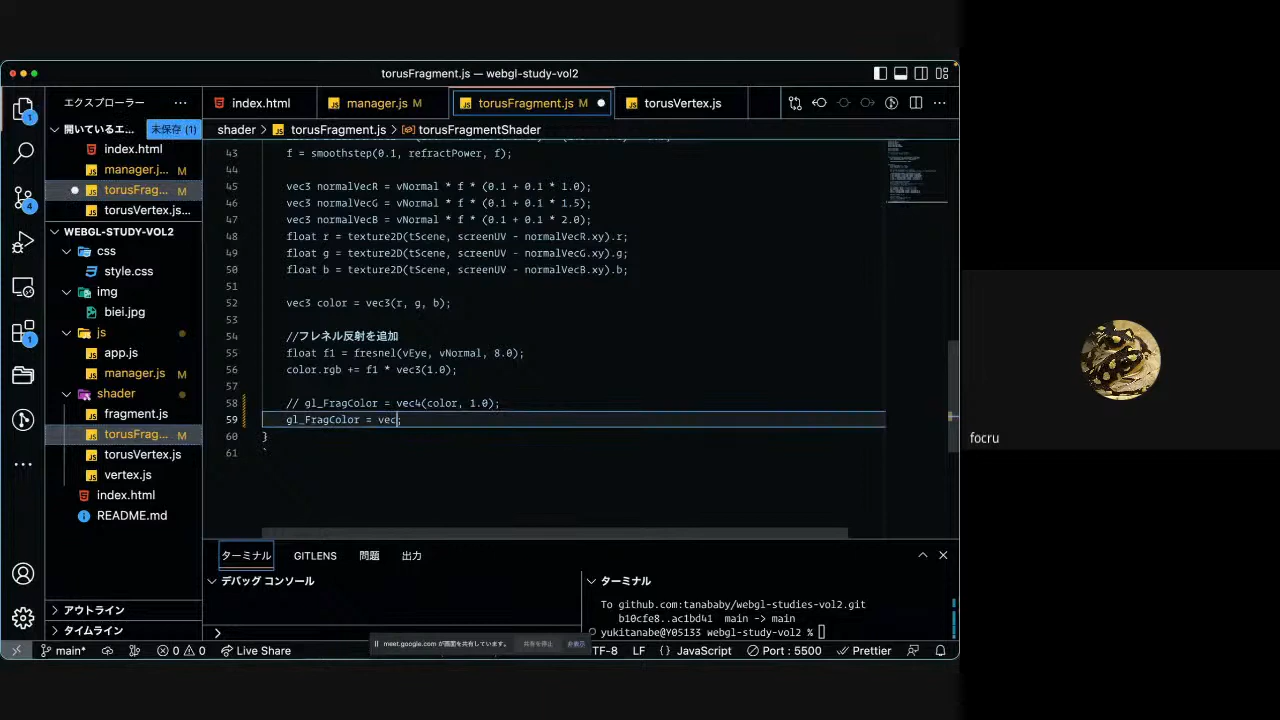 torusFragment.js — webgl-study-vol2
エクスプローラー
index.html
manager.js M
torusFragment.js M
torusVertex.js
開いているエ... 未保存 (1)
index.html
manager.j... M
torusFrag... M
torusVertex.js...
WEBGL-STUDY-VOL2
css
style.css
img
biei.jpg
js
app.js
manager.js M
shader
fragment.js
torusFrag... M
torusVertex.js
vertex.js
index.html
README.md
アウトライン
タイムライン
1
4
1
shader > torusFragment.js > torusFragmentShader
43 f = smoothstep(0.1, refractPower, f);
44
45 vec3 normalVecR = vNormal * f * (0.1 + 0.1 * 1.0);
46 vec3 normalVecG = vNormal * f * (0.1 + 0.1 * 1.5);
47 vec3 normalVecB = vNormal * f * (0.1 + 0.1 * 2.0);
48 float r = texture2D(tScene, screenUV - normalVecR.xy).r;
49 float g = texture2D(tScene, screenUV - normalVecG.xy).g;
50 float b = texture2D(tScene, screenUV - normalVecB.xy).b;
51
52 vec3 color = vec3(r, g, b);
53
54 //フレネル反射を追加
55 float f1 = fresnel(vEye, vNormal, 8.0);
56 color.rgb += f1 * vec3(1.0);
57
58 // gl_FragColor = vec4(color, 1.0);
59 gl_FragColor = vec;
60 }
61 `
ターミナル GITLENS 問題 出力
デバッグ コンソール
ターミナル
To github.com:tanababy/webgl-studies-vol2.git
b10cfe8..ac1bd41 main -> main
yukitanabe@Y05133 webgl-study-vol2 %
meet.google.com が画面を共有しています。 共有を停止 非表示
main* 0 0 Live Share TF-8 LF {} JavaScript Port : 5500 Prettier
focru